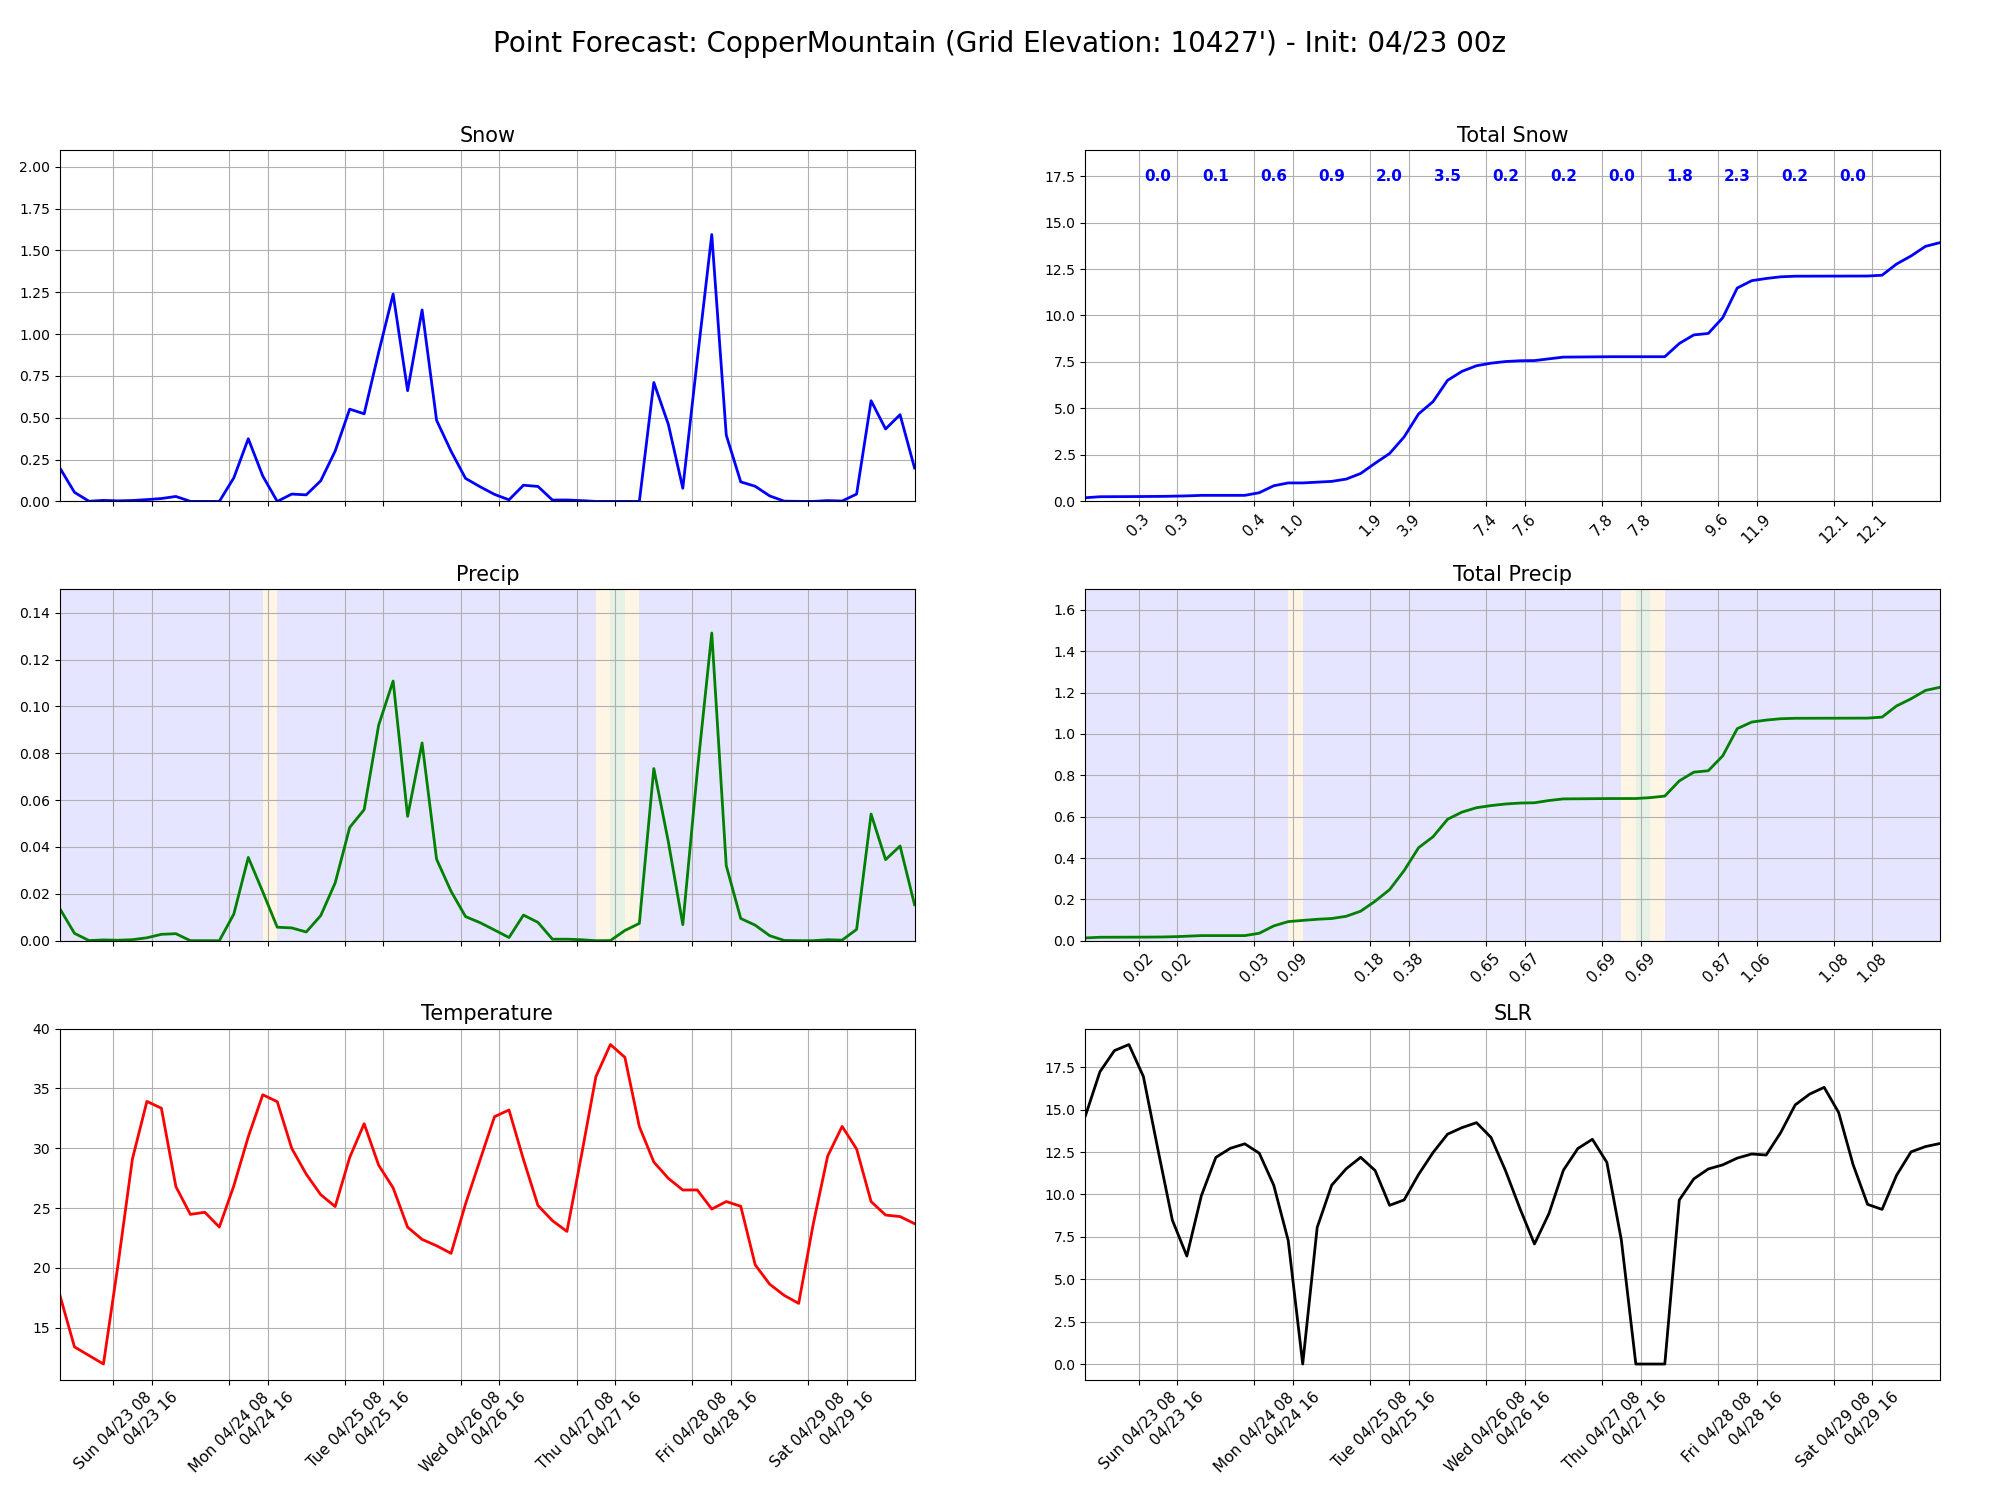 Point Forecast: CopperMountain (Grid Elevation: 10427') - Init: 04/23 00z
Snow
2.00
1.75
1.50
1.25
1.00
0.75
0.50
0.25
0.00
Total Snow
17.5
15.0
12.5
10.0
7.5
5.0
2.5
0.0
0.0 0.1 0.6 0.9 2.0 3.5 0.2 0.2 0.0 1.8 2.3 0.2 0.0
0.3 0.3 0.4 1.0 1.9 3.9 7.4 7.6 7.8 7.8 9.6 11.9 12.1 12.1
Precip
0.14
0.12
0.10
0.08
0.06
0.04
0.02
0.00
Total Precip
1.6
1.4
1.2
1.0
0.8
0.6
0.4
0.2
0.0
0.02 0.02 0.03 0.09 0.18 0.38 0.65 0.67 0.69 0.69 0.87 1.06 1.08 1.08
Temperature
40
35
30
25
20
15
Sun 04/23 08
04/23 16
Mon 04/24 08
04/24 16
Tue 04/25 08
04/25 16
Wed 04/26 08
04/26 16
Thu 04/27 08
04/27 16
Fri 04/28 08
04/28 16
Sat 04/29 08
04/29 16
SLR
17.5
15.0
12.5
10.0
7.5
5.0
2.5
0.0
Sun 04/23 08
04/23 16
Mon 04/24 08
04/24 16
Tue 04/25 08
04/25 16
Wed 04/26 08
04/26 16
Thu 04/27 08
04/27 16
Fri 04/28 08
04/28 16
Sat 04/29 08
04/29 16